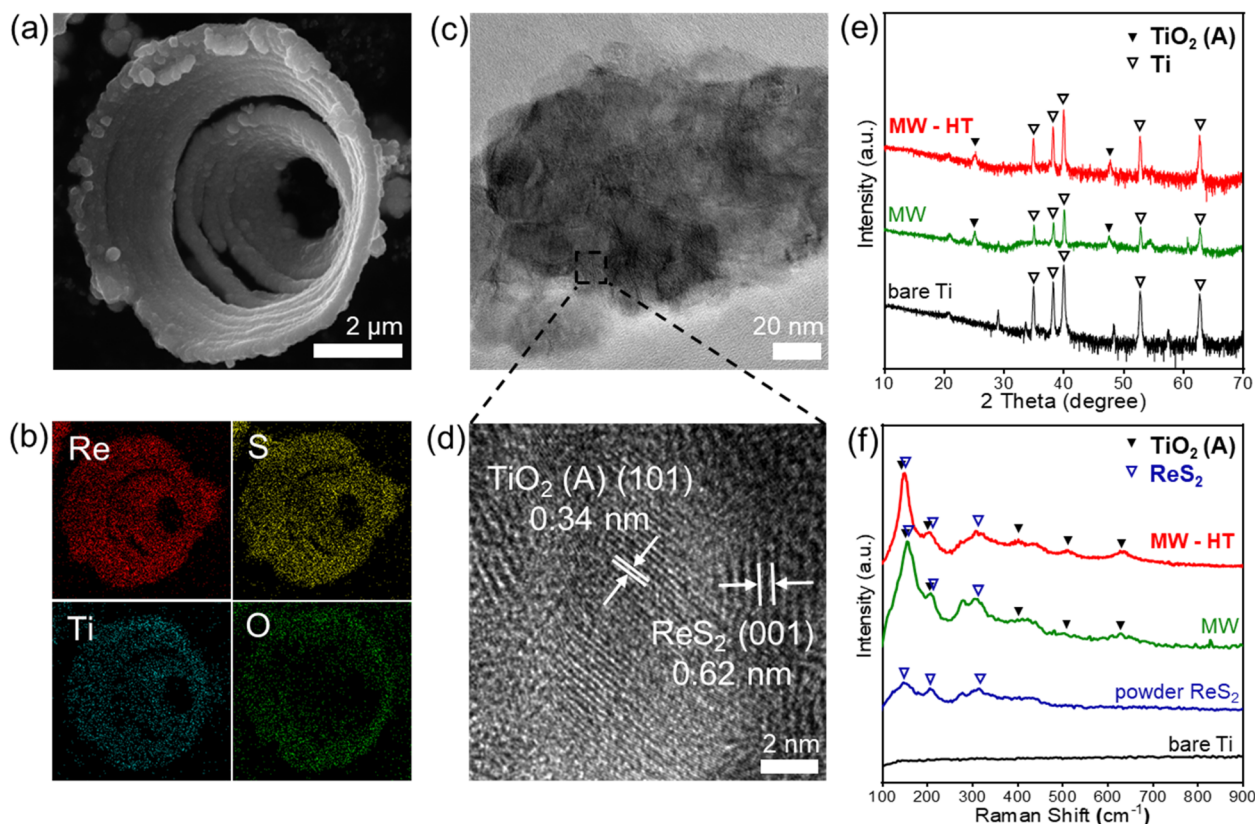 (a)
2 µm
(b)
Re
S
Ti
O
(c)
20 nm
(d)
TiO₂ (A) (101)
0.34 nm
ReS₂ (001)
0.62 nm
2 nm
(e)
▼ TiO₂ (A)
▽ Ti
MW - HT
MW
bare Ti
Intensity (a.u.)
10 20 30 40 50 60 70
2 Theta (degree)
(f)
▼ TiO₂ (A)
▽ ReS₂
MW - HT
MW
powder ReS₂
bare Ti
Intensity (a.u.)
100 200 300 400 500 600 700 800 900
Raman Shift (cm⁻¹)